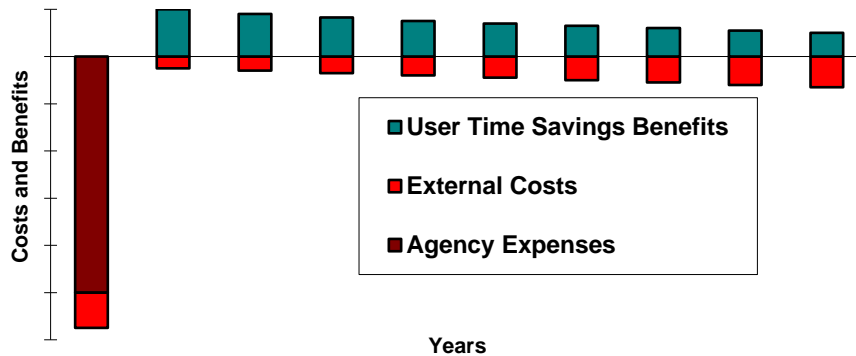 Costs and Benefits
User Time Savings Benefits
External Costs
Agency Expenses
Years